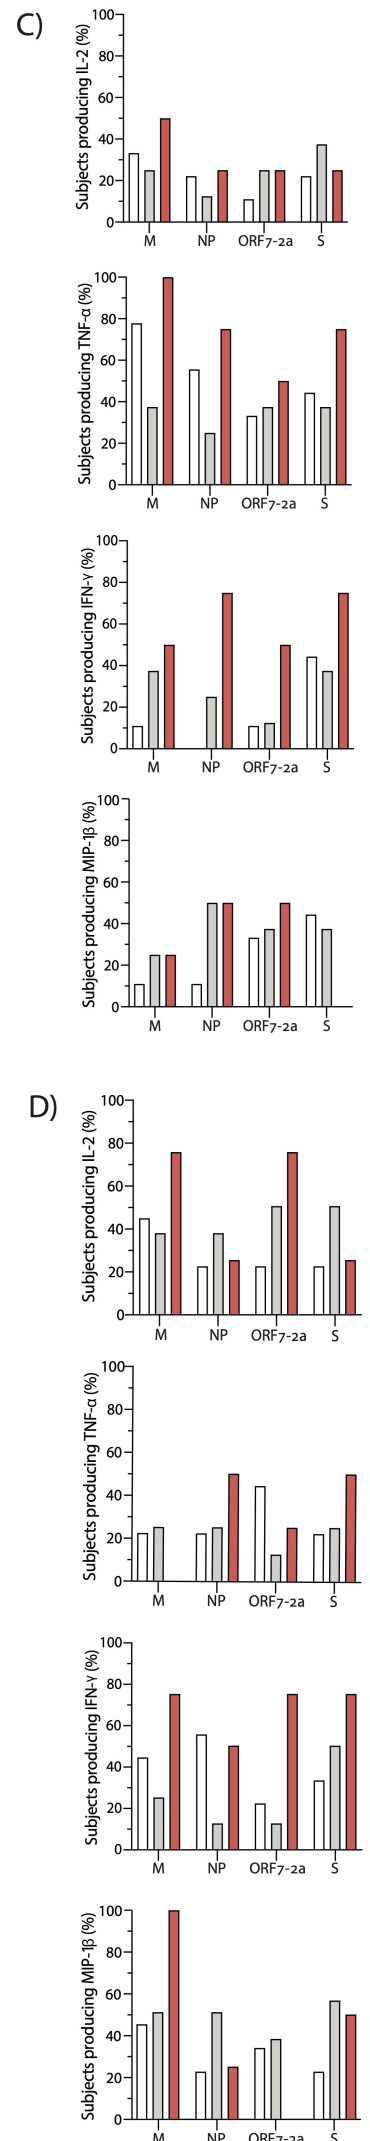 C)
Subjects producing IL-2 (%)
100
80
60
40
20
0
M NP ORF7-2a S
Subjects producing TNF-α (%)
100
80
60
40
20
0
M NP ORF7-2a S
Subjects producing IFN-γ (%)
100
80
60
40
20
0
M NP ORF7-2a S
Subjects producing MIP-1β (%)
100
80
60
40
20
0
M NP ORF7-2a S
D)
Subjects producing IL-2 (%)
100
80
60
40
20
0
M NP ORF7-2a S
Subjects producing TNF-α (%)
100
80
60
40
20
0
M NP ORF7-2a S
Subjects producing IFN-γ (%)
100
80
60
40
20
0
M NP ORF7-2a S
Subjects producing MIP-1β (%)
100
80
60
40
20
0
M NP ORF7-2a S